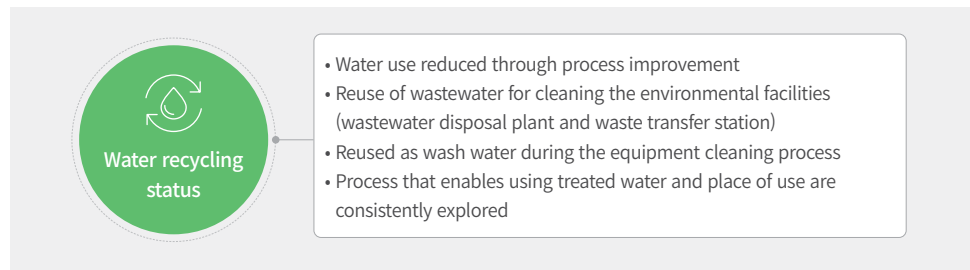 Water recycling
status
• Water use reduced through process improvement
• Reuse of wastewater for cleaning the environmental facilities
(wastewater disposal plant and waste transfer station)
• Reused as wash water during the equipment cleaning process
• Process that enables using treated water and place of use are
consistently explored